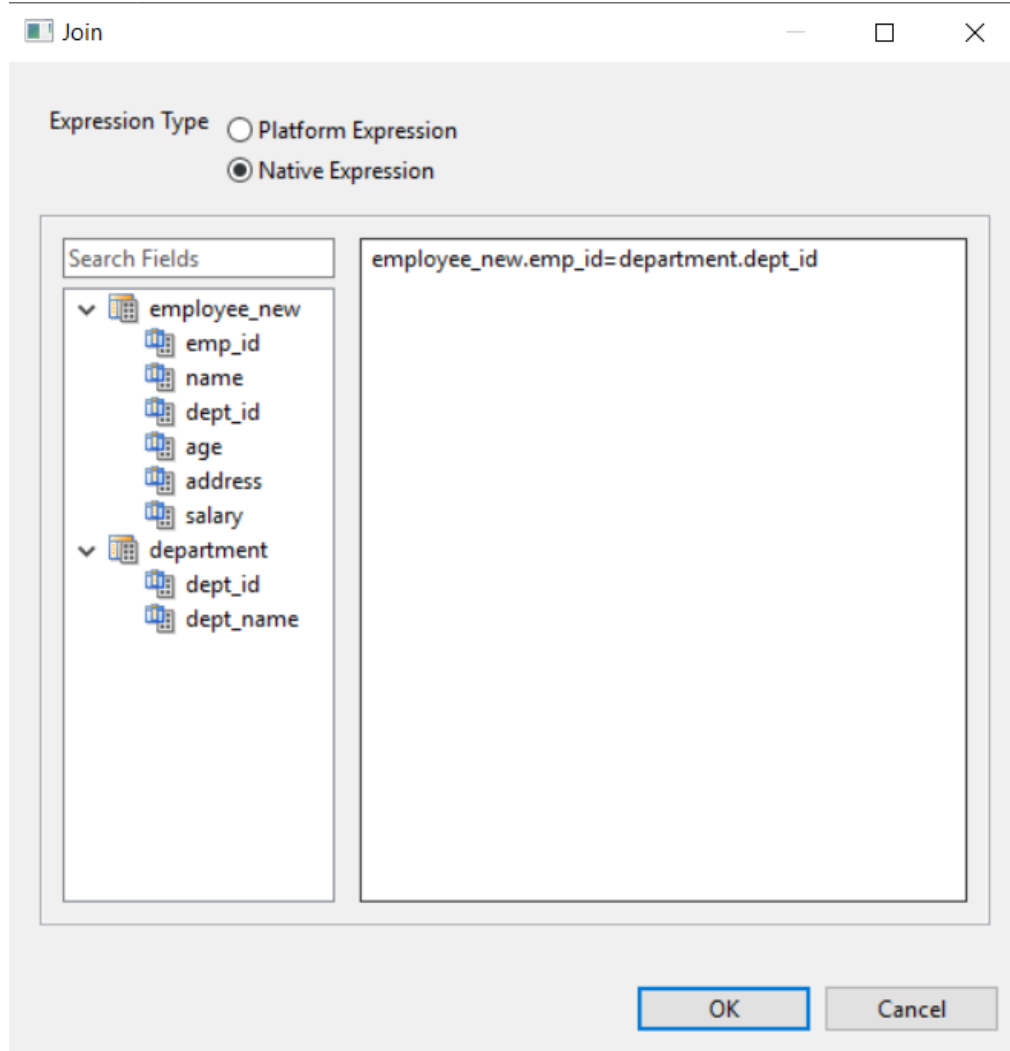 Join
Expression Type
Platform Expression
Native Expression
Search Fields
employee_new.emp_id=department.dept_id
employee_new
emp_id
name
dept_id
age
address
salary
department
dept_id
dept_name
OK
Cancel